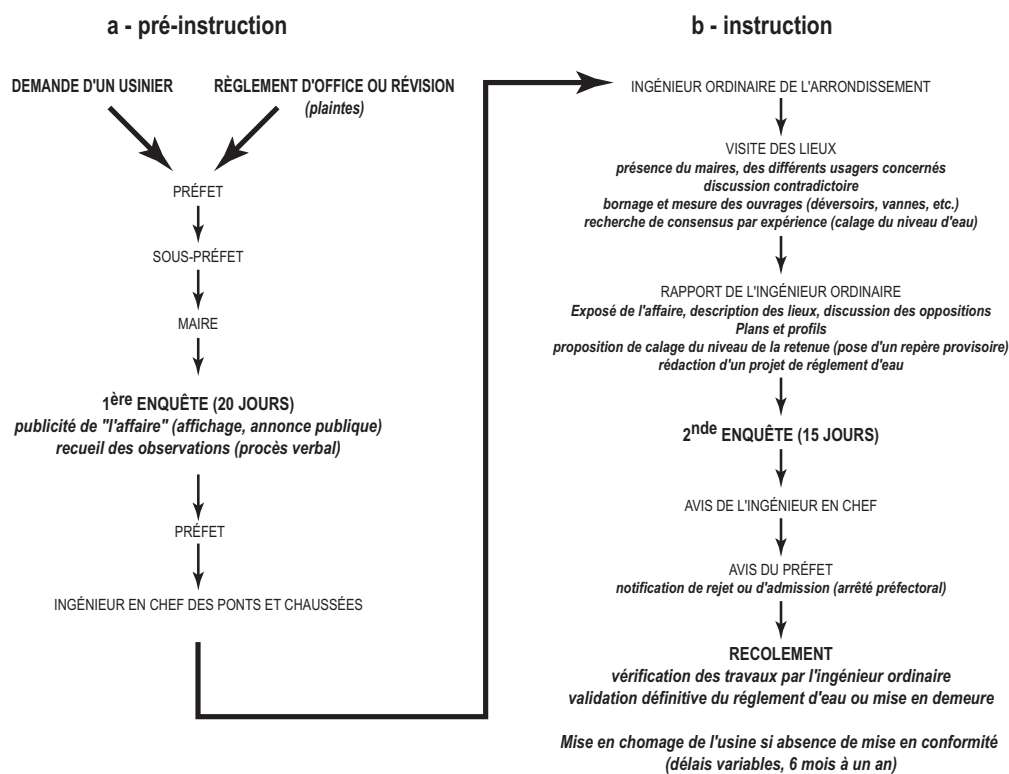 a - pré-instruction
DEMANDE D'UN USINIER
RÈGLEMENT D'OFFICE OU RÉVISION
(plaintes)
PRÉFET
SOUS-PRÉFET
MAIRE
1ère ENQUÊTE (20 JOURS)
publicité de "l'affaire" (affichage, annonce publique)
recueil des observations (procès verbal)
PRÉFET
INGÉNIEUR EN CHEF DES PONTS ET CHAUSSÉES
b - instruction
INGÉNIEUR ORDINAIRE DE L'ARRONDISSEMENT
VISITE DES LIEUX
présence du maires, des différents usagers concernés
discussion contradictoire
bornage et mesure des ouvrages (déversoirs, vannes, etc.)
recherche de consensus par expérience (calage du niveau d'eau)
RAPPORT DE L'INGÉNIEUR ORDINAIRE
Exposé de l'affaire, description des lieux, discussion des oppositions
Plans et profils
proposition de calage du niveau de la retenue (pose d'un repère provisoire)
rédaction d'un projet de réglement d'eau
2nde ENQUÊTE (15 JOURS)
AVIS DE L'INGÉNIEUR EN CHEF
AVIS DU PRÉFET
notification de rejet ou d'admission (arrêté préfectoral)
RECOLEMENT
vérification des travaux par l'ingénieur ordinaire
validation définitive du réglement d'eau ou mise en demeure
Mise en chomage de l'usine si absence de mise en conformité
(délais variables, 6 mois à un an)